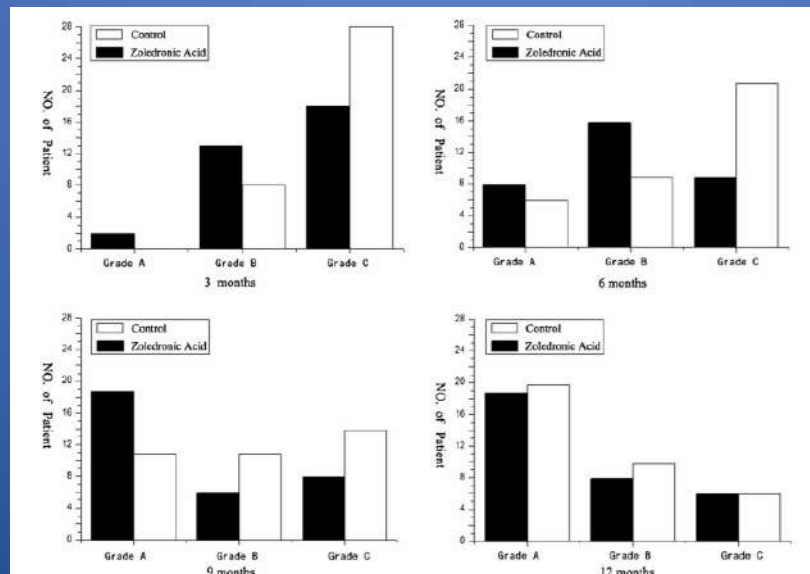 28
24
20
16
12
8
4
0
NO. of Patient
Control
Zoledronic Acid
Grade A
Grade B
Grade C
3 months
28
24
20
16
12
8
4
0
NO. of Patient
Control
Zoledronic Acid
Grade A
Grade B
Grade C
6 months
28
24
20
16
12
8
4
0
NO. of Patient
Control
Zoledronic Acid
Grade A
Grade B
Grade C
9 months
28
24
20
16
12
8
4
0
NO. of Patient
Control
Zoledronic Acid
Grade A
Grade B
Grade C
12 months